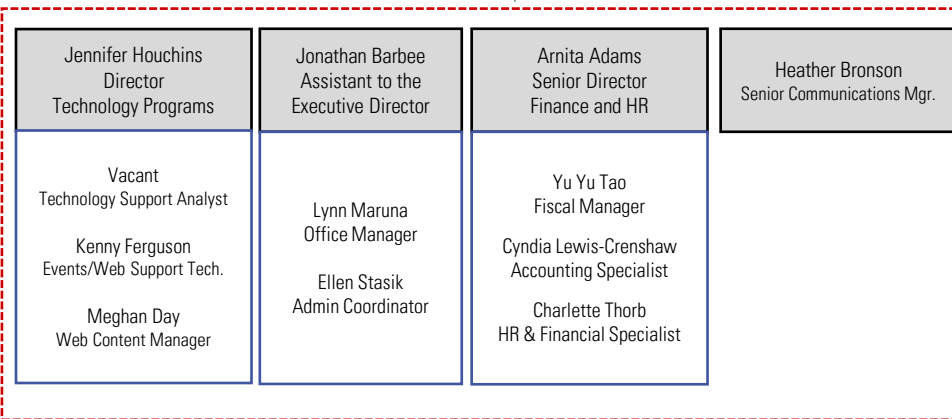 Jennifer Houchins
Director
Technology Programs
Vacant
Technology Support Analyst
Kenny Ferguson
Events/Web Support Tech.
Meghan Day
Web Content Manager
Jonathan Barbee
Assistant to the
Executive Director
Lynn Maruna
Office Manager
Ellen Stasik
Admin Coordinator
Arnita Adams
Senior Director
Finance and HR
Yu Yu Tao
Fiscal Manager
Cyndia Lewis-Crenshaw
Accounting Specialist
Charlette Thorb
HR & Financial Specialist
Heather Bronson
Senior Communications Mgr.